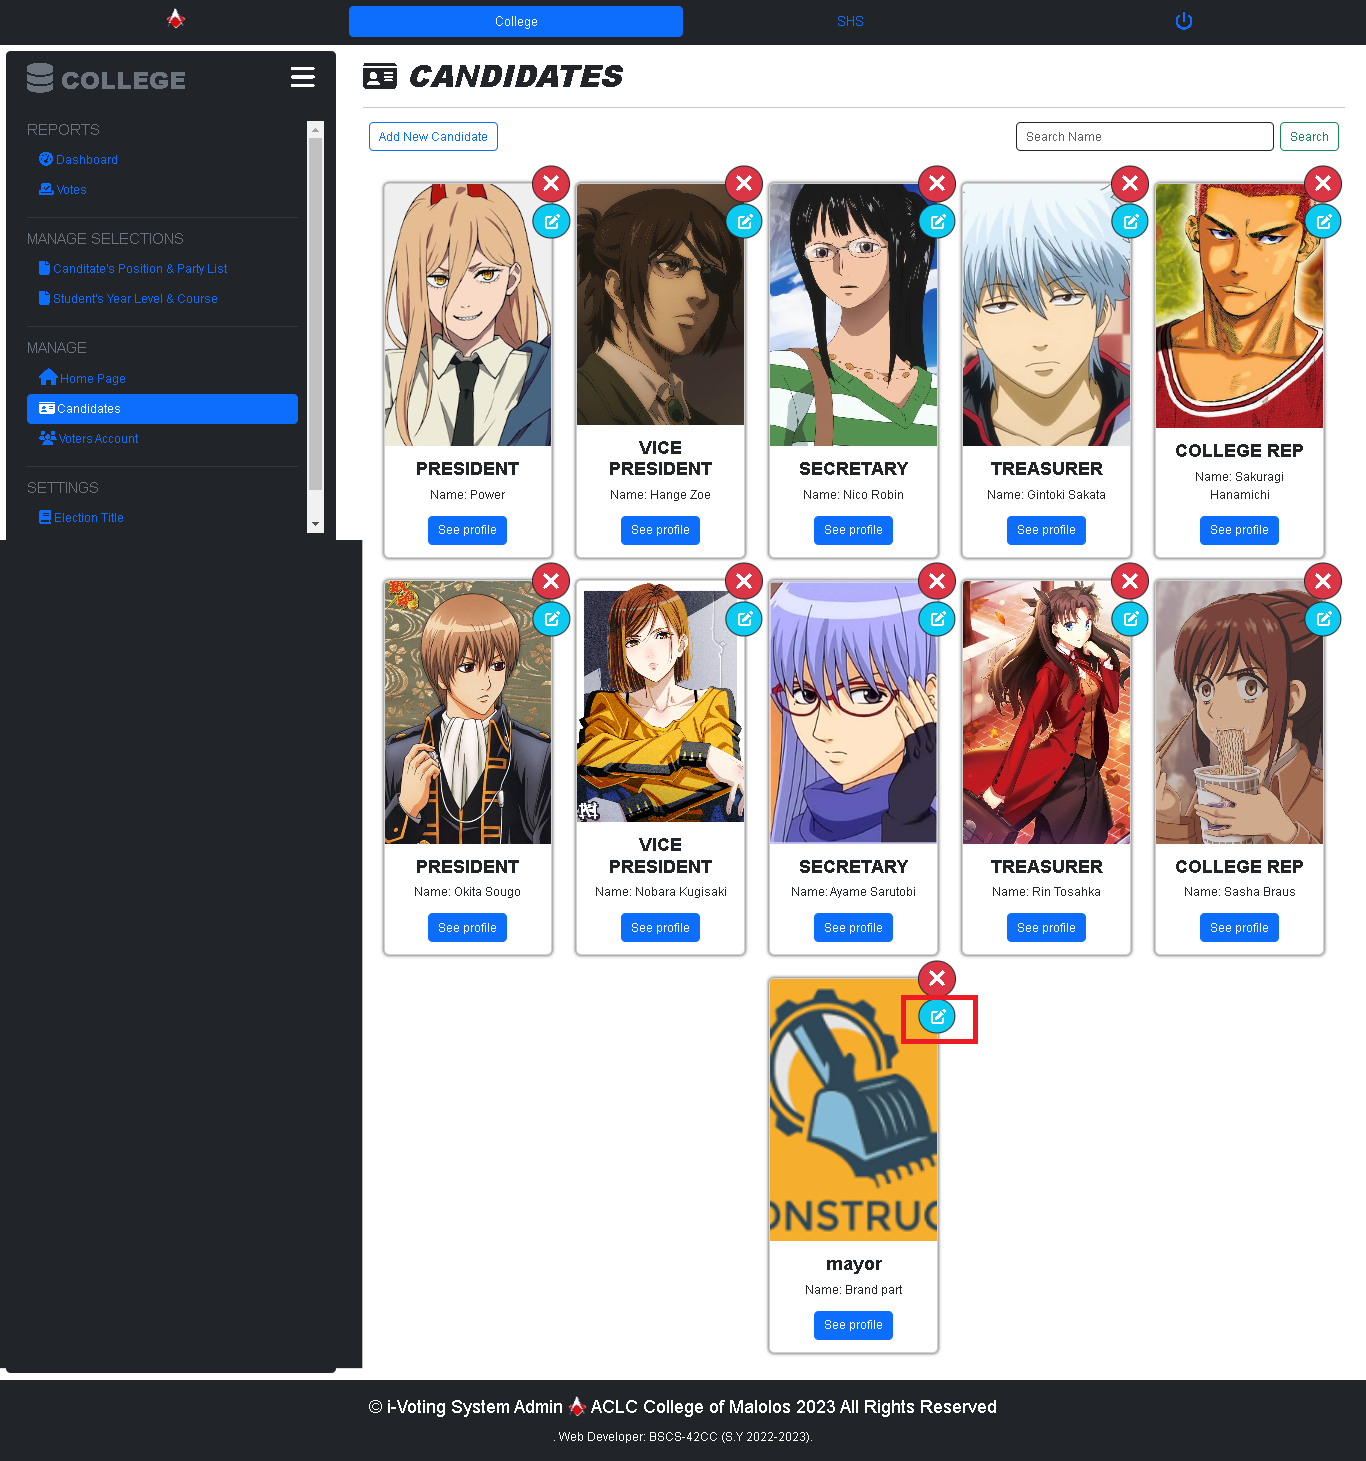 College
SHS
COLLEGE
CANDIDATES
REPORTS
Dashboard
Votes
MANAGE SELECTIONS
Canditate's Position & Party List
Student's Year Level & Course
MANAGE
Home Page
Candidates
Voters Account
SETTINGS
Election Title
Add New Candidate
Search Name
Search
PRESIDENT
Name: Power
See profile
VICE
PRESIDENT
Name: Hange Zoe
See profile
SECRETARY
Name: Nico Robin
See profile
TREASURER
Name: Gintoki Sakata
See profile
COLLEGE REP
Name: Sakuragi
Hanamichi
See profile
PRESIDENT
Name: Okita Sougo
See profile
VICE
PRESIDENT
Name: Nobara Kugisaki
See profile
SECRETARY
Name: Ayame Sarutobi
See profile
TREASURER
Name: Rin Tosahka
See profile
COLLEGE REP
Name: Sasha Braus
See profile
ONSTRUC
mayor
Name: Brand part
See profile
© i-Voting System Admin ACLC College of Malolos 2023 All Rights Reserved
. Web Developer: BSCS-42CC (S.Y 2022-2023).